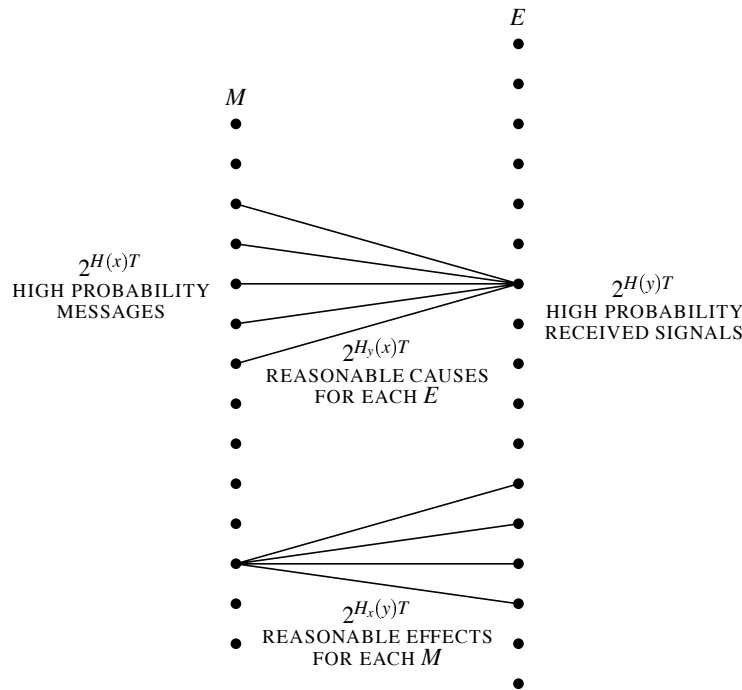 E
M
2^{H(x)T}
HIGH PROBABILITY
MESSAGES
2^{H(y)T}
HIGH PROBABILITY
RECEIVED SIGNALS
2^{H_y(x)T}
REASONABLE CAUSES
FOR EACH E
2^{H_x(y)T}
REASONABLE EFFECTS
FOR EACH M